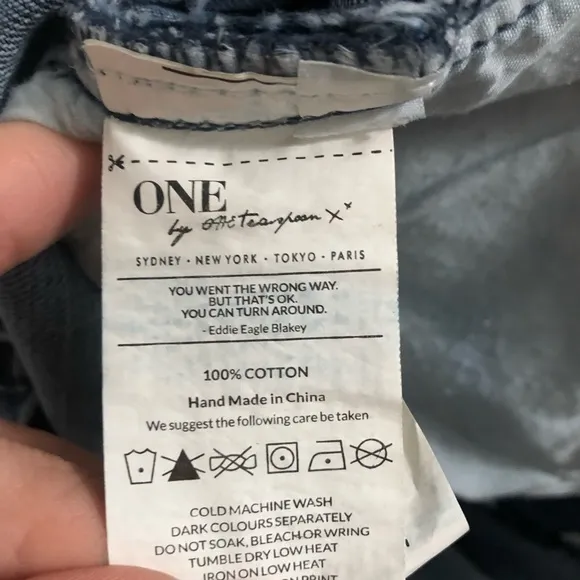 ONE
by one teaspoon X
SYDNEY • NEW YORK • TOKYO • PARIS
YOU WENT THE WRONG WAY.
BUT THAT'S OK.
YOU CAN TURN AROUND.
- Eddie Eagle Blakey
100% COTTON
Hand Made in China
We suggest the following care be taken
COLD MACHINE WASH
DARK COLOURS SEPARATELY
DO NOT SOAK, BLEACH OR WRING
TUMBLE DRY LOW HEAT
IRON ON LOW HEAT
PRINT